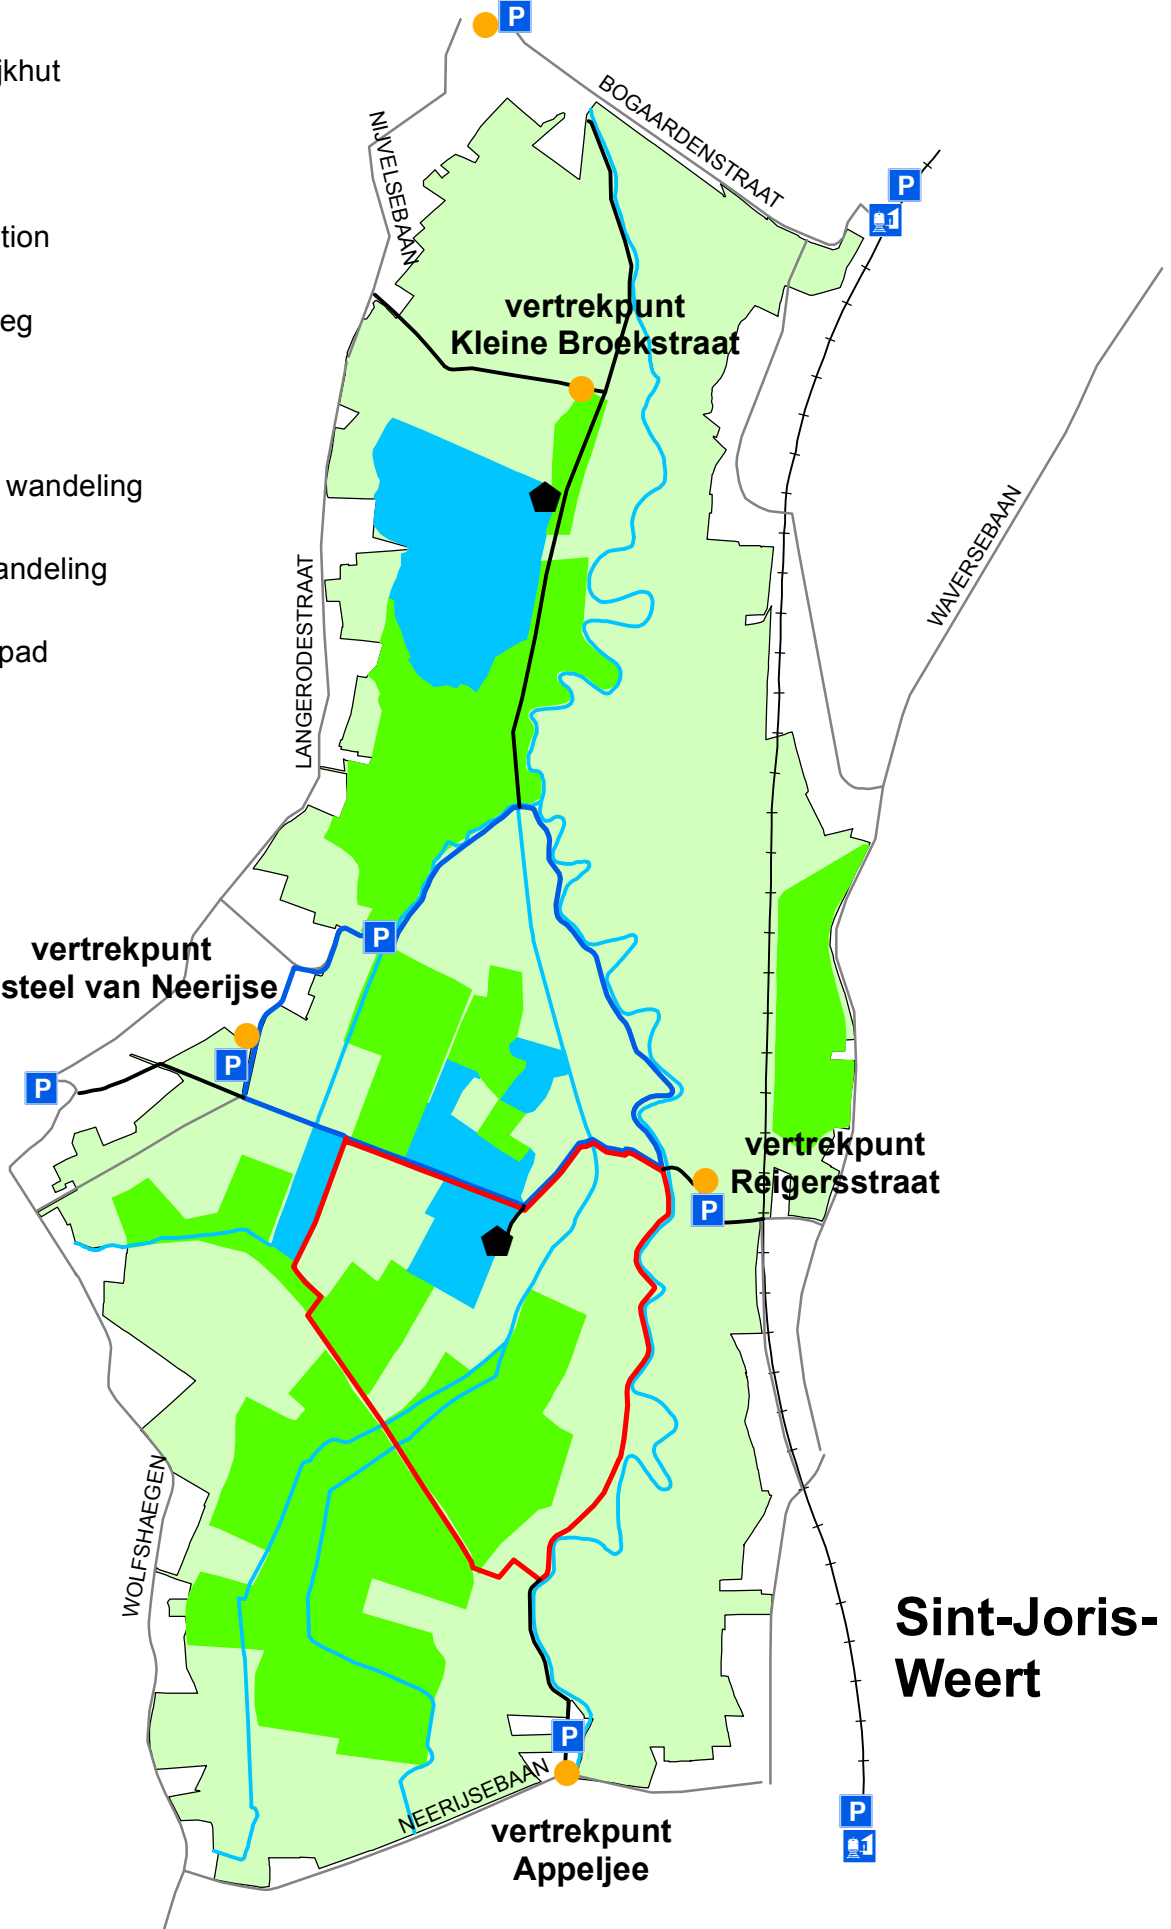 P
jkhut
BOGAARDENSTRAAT
NIJVELSEBAAN
P
tion
eg
vertrekpunt
Kleine Broekstraat
wandeling
andeling
pad
WAVERSEBAAN
LANGERODESTRAAT
P
vertrekpunt
steel van Neerijse
P
P
vertrekpunt
Reigersstraat
P
WOLFSHAEGEN
Sint-Joris-
Weert
P
NEERIJSEBAAN
P
vertrekpunt
Appeljee